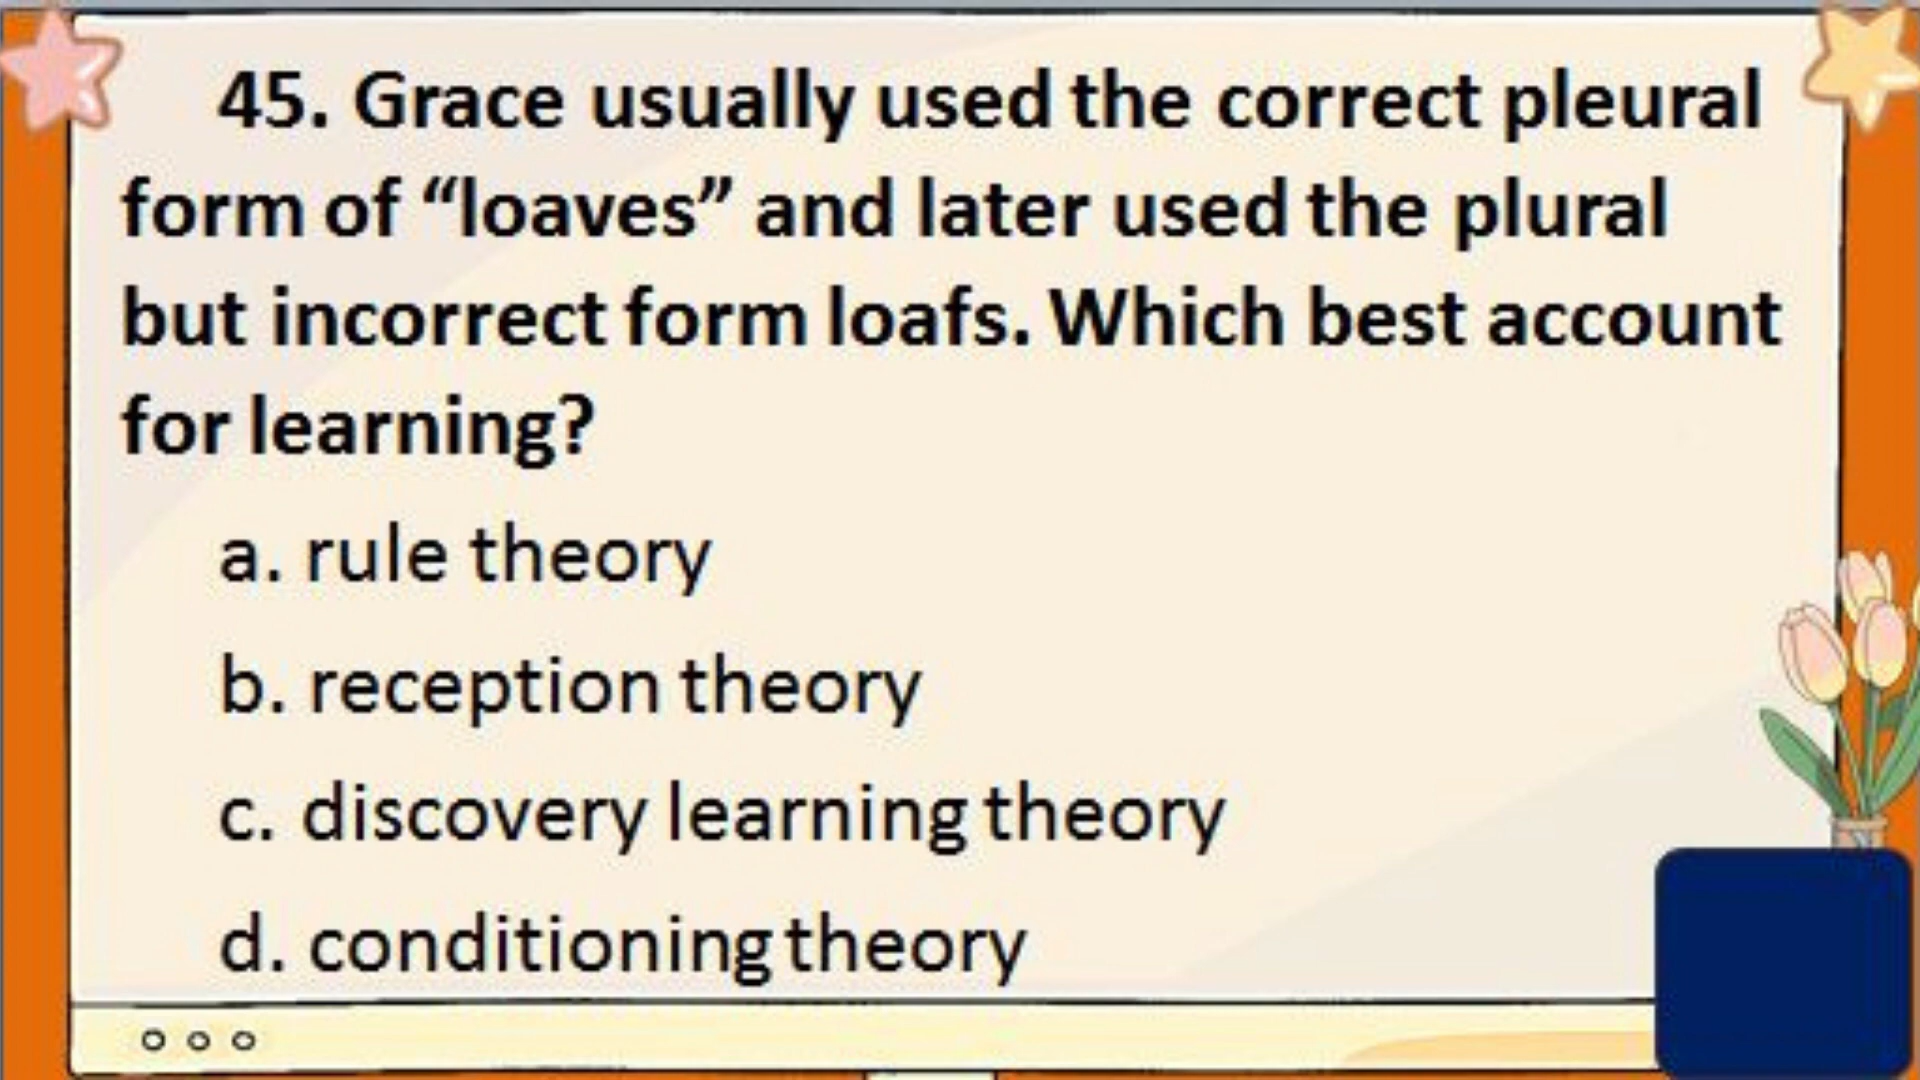 45. Grace usually used the correct pleural
form of “loaves” and later used the plural
but incorrect form loafs. Which best account
for learning?
a. rule theory
b. reception theory
c. discovery learning theory
d. conditioning theory